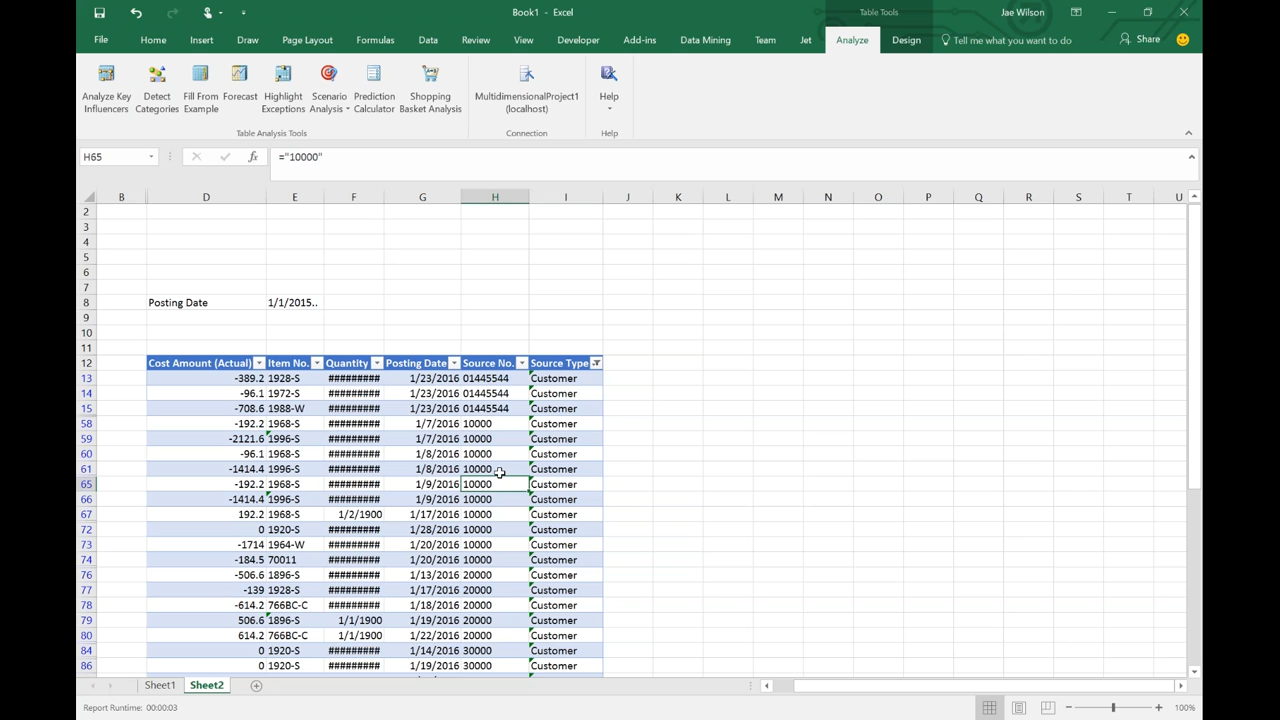 Book1 - Excel
Table Tools
Jae Wilson
File Home Insert Draw Page Layout Formulas Data Review View Developer Add-ins Data Mining Team Jet Analyze Design Tell me what you want to do Share
Analyze Key Detect Fill From Forecast Highlight Scenario Prediction Shopping MultidimensionalProject1 Help
Influencers Categories Example Exceptions Analysis Calculator Basket Analysis (localhost)
Table Analysis Tools Connection Help
H65 fx ="10000"
B D E F G H I J K L M N O P Q R S T U
2
3
4
5
6
7
8 Posting Date 1/1/2015..
9
10
11
12 Cost Amount (Actual) Item No. Quantity Posting Date Source No. Source Type
13 -389.2 1928-S ######### 1/23/2016 01445544 Customer
14 -96.1 1972-S ######### 1/23/2016 01445544 Customer
15 -708.6 1988-W ######### 1/23/2016 01445544 Customer
58 -192.2 1968-S ######### 1/7/2016 10000 Customer
59 -2121.6 1996-S ######### 1/7/2016 10000 Customer
60 -96.1 1968-S ######### 1/8/2016 10000 Customer
61 -1414.4 1996-S ######### 1/8/2016 10000 Customer
65 -192.2 1968-S ######### 1/9/2016 10000 Customer
66 -1414.4 1996-S ######### 1/9/2016 10000 Customer
67 192.2 1968-S 1/2/1900 1/17/2016 10000 Customer
72 0 1920-S ######### 1/28/2016 10000 Customer
73 -1714 1964-W ######### 1/20/2016 10000 Customer
74 -184.5 70011 ######### 1/20/2016 10000 Customer
76 -506.6 1896-S ######### 1/13/2016 20000 Customer
77 -139 1928-S ######### 1/17/2016 20000 Customer
78 -614.2 766BC-C ######### 1/18/2016 20000 Customer
79 506.6 1896-S 1/1/1900 1/19/2016 20000 Customer
80 614.2 766BC-C 1/1/1900 1/22/2016 20000 Customer
84 0 1920-S ######### 1/14/2016 30000 Customer
86 0 1920-S ######### 1/19/2016 30000 Customer
Sheet1 Sheet2
Report Runtime: 00:00:03 100%